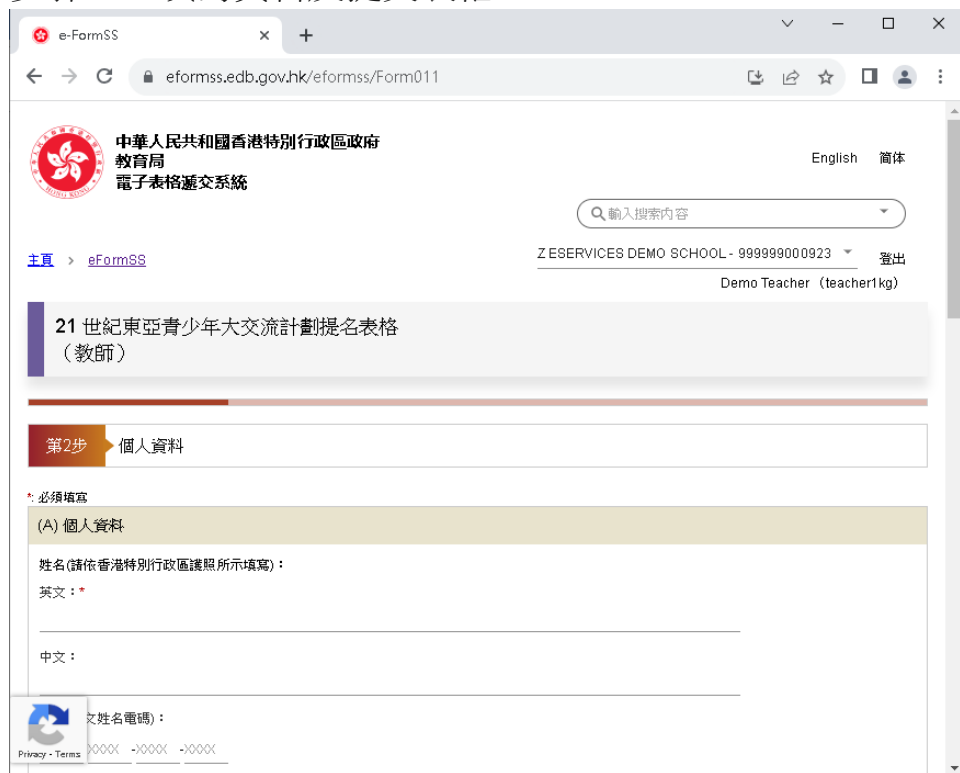 e-FormSS
eformss.edb.gov.hk/eformss/Form011
中華人民共和國香港特別行政區政府
教育局
電子表格遞交系統
English 简体
輸入搜索內容
主頁 > eFormSS
Z ESERVICES DEMO SCHOOL - 999999000923
登出
Demo Teacher （teacher1kg）
21 世紀東亞青少年大交流計劃提名表格
（教師）
第2步 個人資料
*: 必須填寫
(A) 個人資料
姓名(請依香港特別行政區護照所示填寫)：
英文：*
中文：
文姓名電碼)：
XXXX -XXXX -XXXX
Privacy - Terms